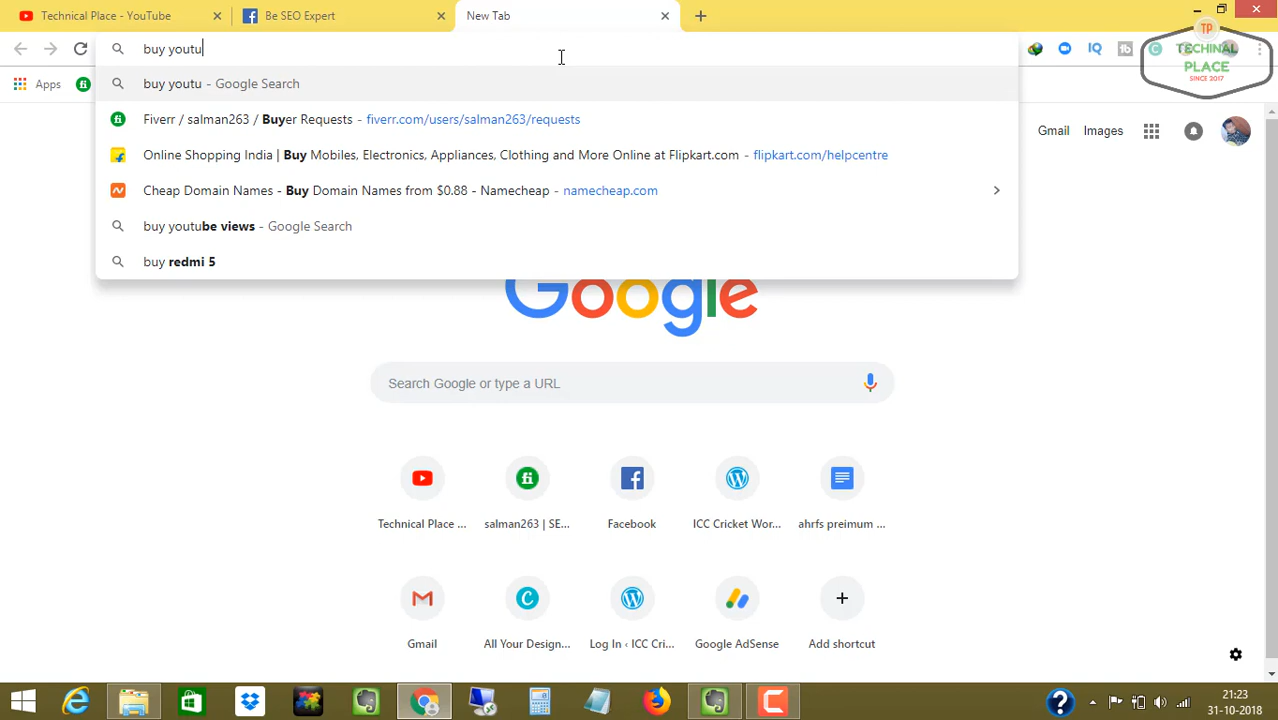 Technical Place - YouTube
Be SEO Expert
New Tab
buy youtu
IQ
tb
TP
TECHINAL
PLACE
SINCE 2017
Apps
buy youtu - Google Search
Fiverr / salman263 / Buyer Requests - fiverr.com/users/salman263/requests
Online Shopping India | Buy Mobiles, Electronics, Appliances, Clothing and More Online at Flipkart.com - flipkart.com/helpcentre
Cheap Domain Names - Buy Domain Names from $0.88 - Namecheap - namecheap.com
buy youtube views - Google Search
buy redmi 5
Gmail
Images
Google
Search Google or type a URL
Technical Place ...
salman263 | SE...
Facebook
ICC Cricket Wor...
ahrfs preimum ...
Gmail
All Your Design...
Log In ‹ ICC Cri...
Google AdSense
Add shortcut
21:23
31-10-2018